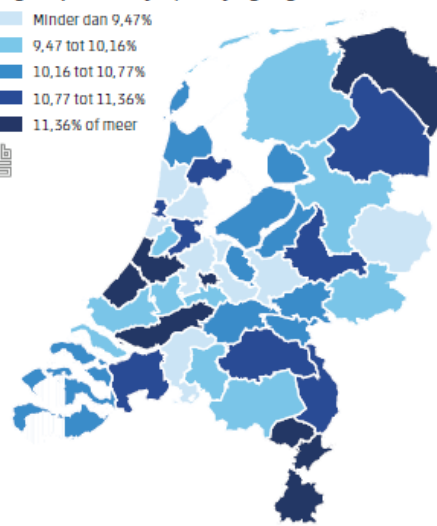 Minder dan 9,47%
9,47 tot 10,16%
10,16 tot 10,77%
10,77 tot 11,36%
11,36% of meer